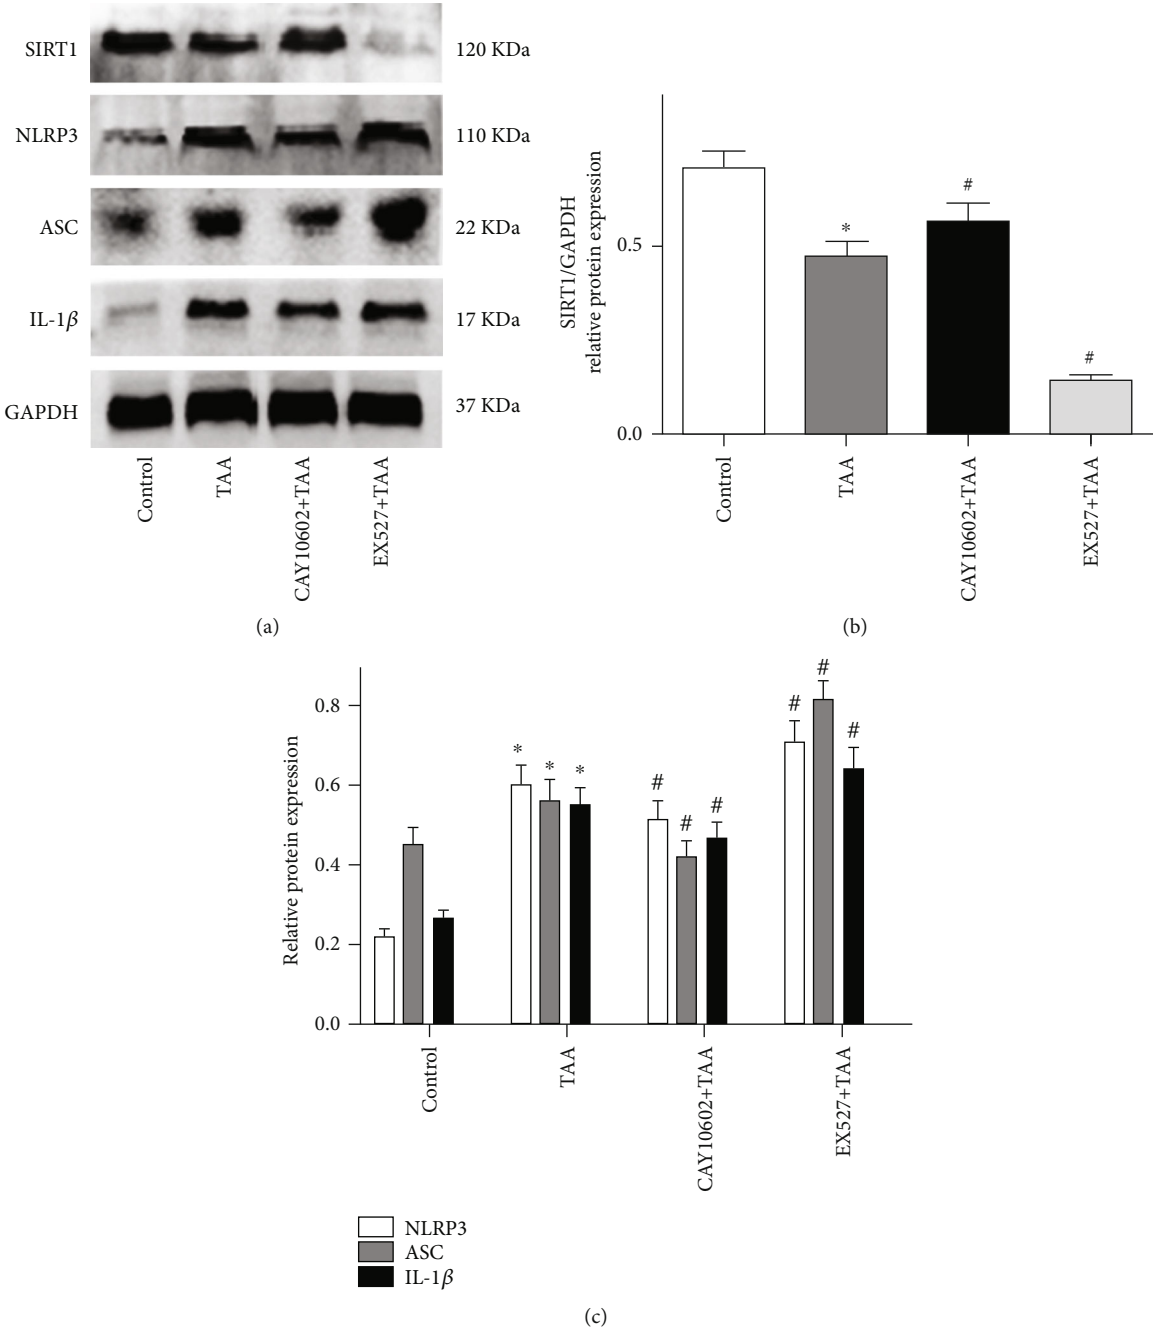 SIRT1
120 KDa
NLRP3
110 KDa
ASC
22 KDa
IL-1β
17 KDa
GAPDH
37 KDa
Control
TAA
CAY10602+TAA
EX527+TAA
(a)
SIRT1/GAPDH
relative protein expression
0.5
0.0
*
#
#
Control
TAA
CAY10602+TAA
EX527+TAA
(b)
Relative protein expression
0.8
0.6
0.4
0.2
0.0
* * *
# # #
# # #
Control
TAA
CAY10602+TAA
EX527+TAA
NLRP3
ASC
IL-1β
(c)